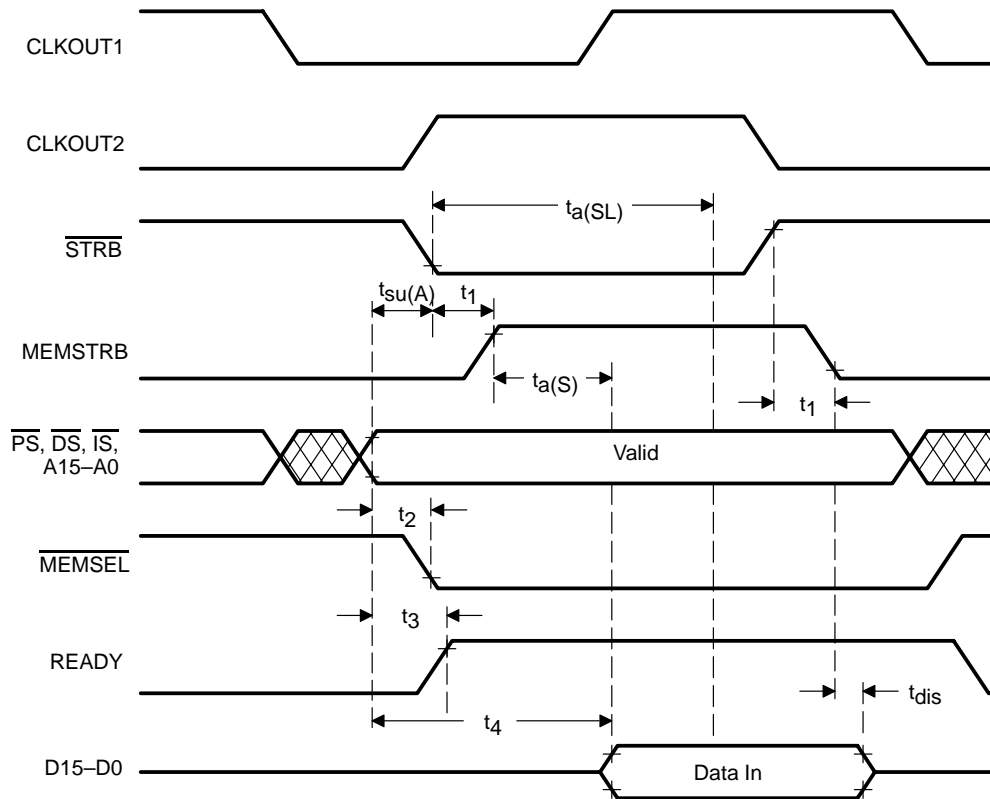 CLKOUT1
CLKOUT2
ta(SL)
STRB
tsu(A) t1
MEMSTRB
ta(S)
t1
PS, DS, IS,
A15–A0
Valid
t2
MEMSEL
t3
READY
tdis
t4
D15–D0
Data In